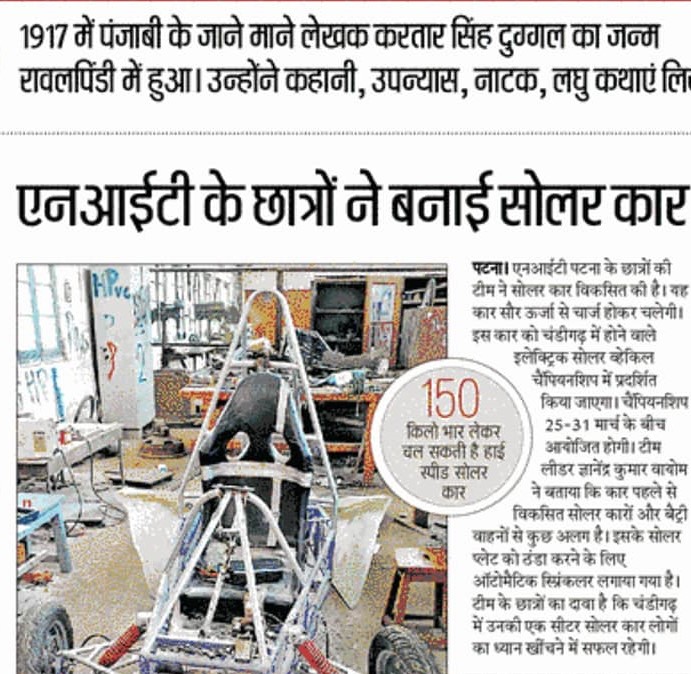 1917 में पंजाबी के जाने माने लेखक करतार सिंह दुग्गल का जन्म
रावलपिंडी में हुआ। उन्होंने कहानी, उपन्यास, नाटक, लघु कथाएं
एनआईटी के छात्रों ने बनाई सोलर कार
HPVC
150
किलो भार लेकर
चल सकती है हाई
स्पीड सोलर
कार
पटना। एनआईटी पटना के छात्रों की
टीम ने सोलर कार विकसित की है। यह
कार सौर ऊर्जा से चार्ज होकर चलेगी।
इस कार को चंडीगढ़ में होने वाले
इलेक्ट्रिक सोलर व्हेकिल
चैंपियनशिप में प्रदर्शित
किया जाएगा। चैंपियनशिप
25-31 मार्च के बीच
आयोजित होगी। टीम
लीडर ज्ञानेंद्र कुमार वायोम
ने बताया कि कार पहले से
विकसित सोलर कारों और बैट्री
वाहनों से कुछ अलग है। इसके सोलर
प्लेट को ठंडा करने के लिए
ऑटोमैटिक स्प्रिंकलर लगाया गया है।
टीम के छात्रों का दावा है कि चंडीगढ़
में उनकी एक सीटर सोलर कार लोगों
का ध्यान खींचने में सफल रहेगी।